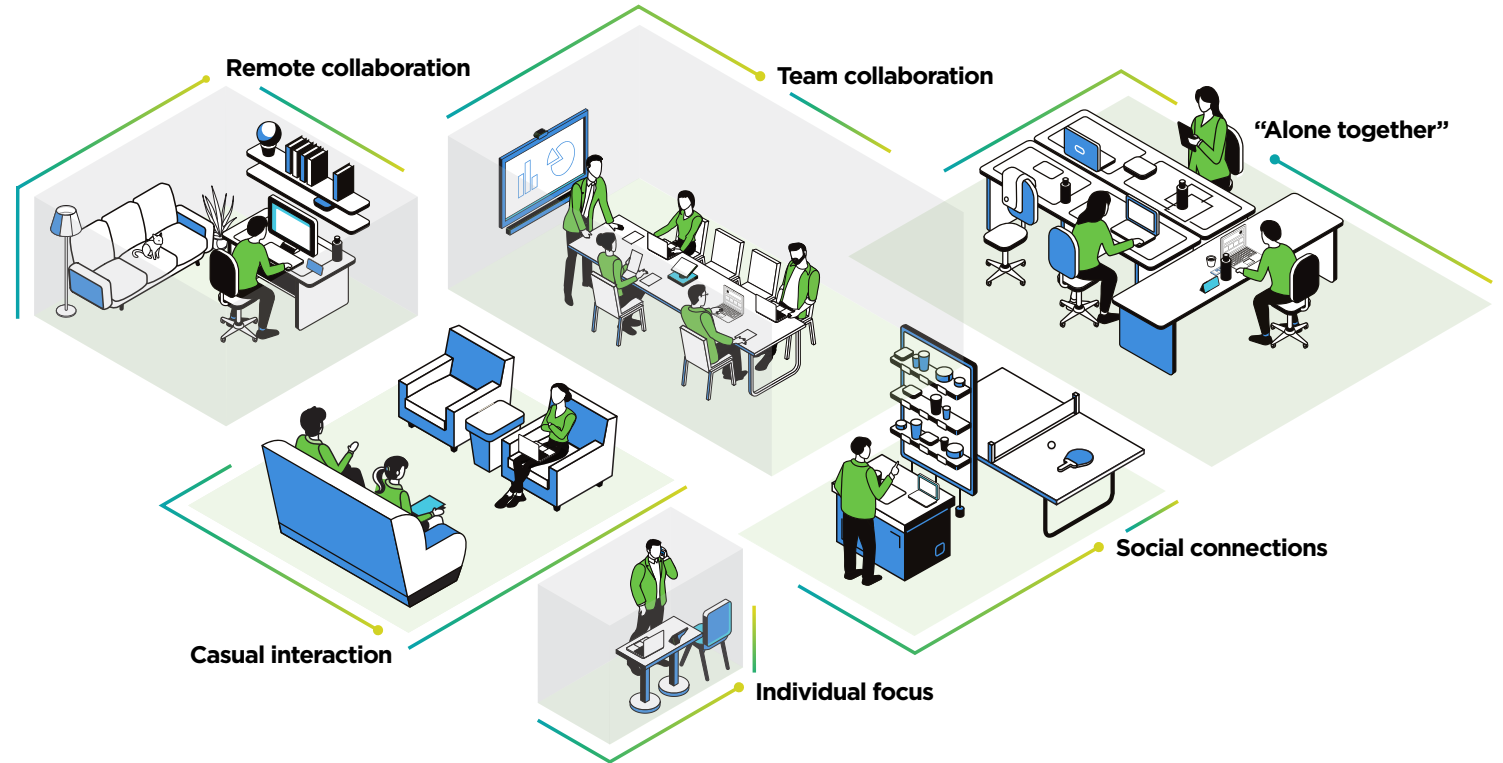 Remote collaboration
Team collaboration
“Alone together”
Social connections
Casual interaction
Individual focus